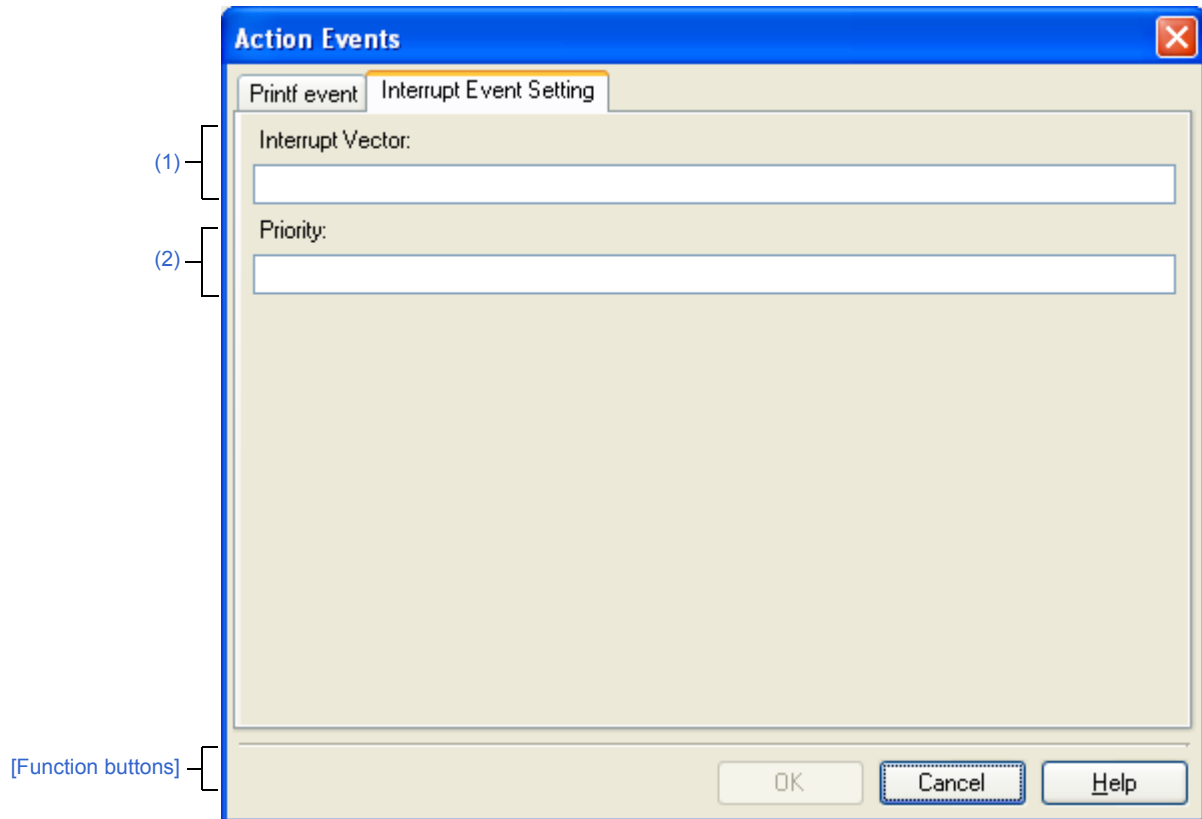 Action Events
Printf event
Interrupt Event Setting
Interrupt Vector:
(1)
Priority:
(2)
[Function buttons]
OK
Cancel
Help